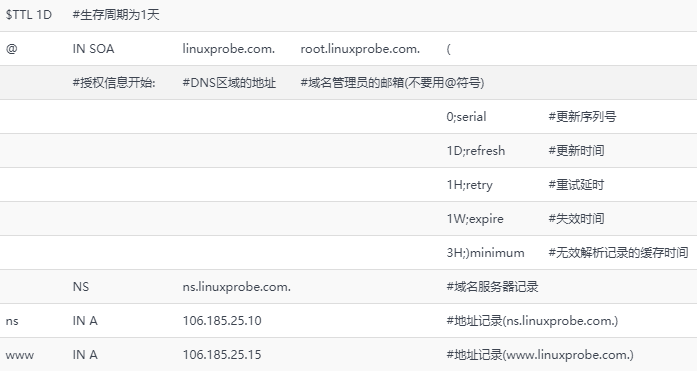 $TTL 1D #生存周期为1天
@ IN SOA linuxprobe.com. root.linuxprobe.com. (
#授权信息开始: #DNS区域的地址 #域名管理员的邮箱(不要用@符号)
0;serial #更新序列号
1D;refresh #更新时间
1H;retry #重试延时
1W;expire #失效时间
3H;)minimum #无效解析记录的缓存时间
NS ns.linuxprobe.com. #域名服务器记录
ns IN A 106.185.25.10 #地址记录(ns.linuxprobe.com.)
www IN A 106.185.25.15 #地址记录(www.linuxprobe.com.)